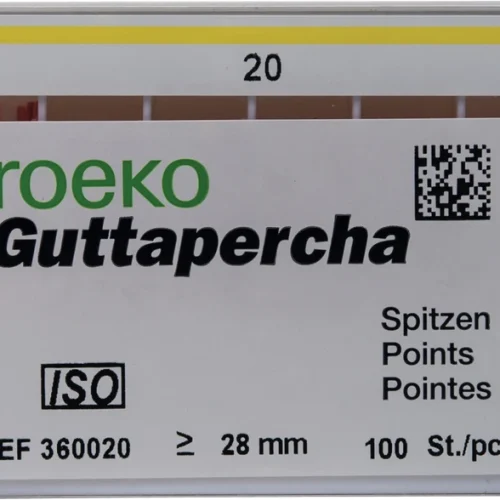 20
roeko
Guttapercha
Spitzen
Points
Pointes
ISO
EF 360020 ≥ 28 mm 100 St./pc